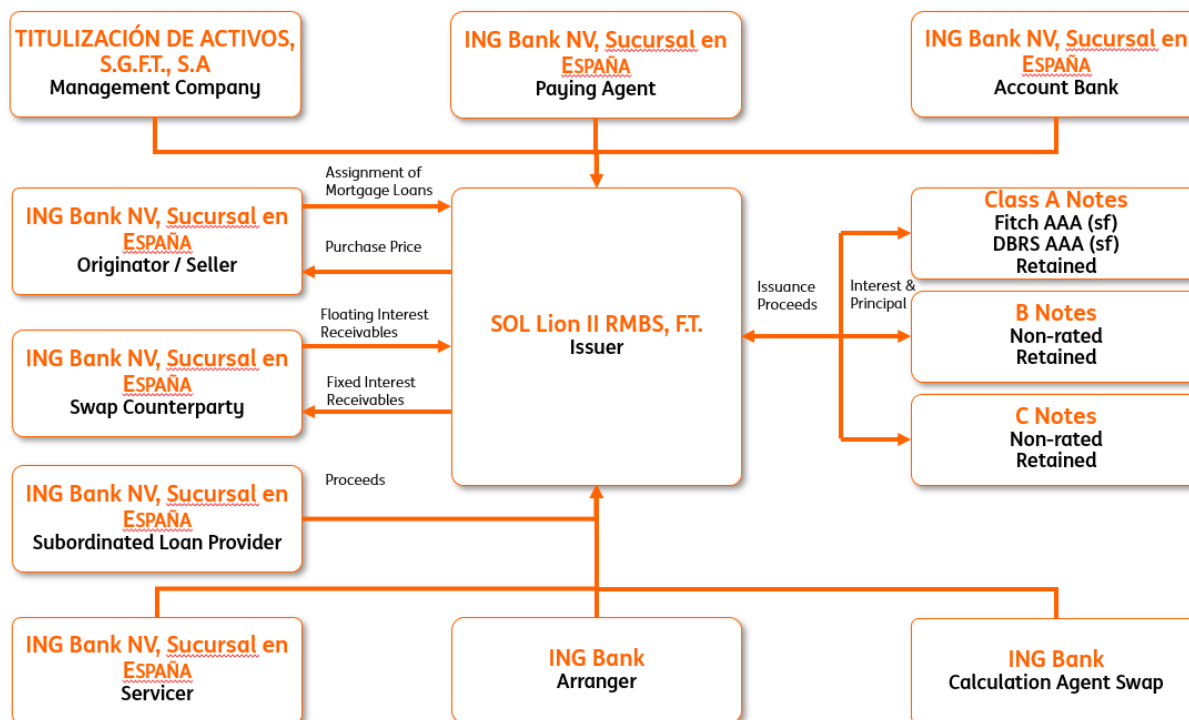 TITULIZACIÓN DE ACTIVOS,
S.G.F.T., S.A
Management Company
ING Bank NV, Sucursal en
ESPAÑA
Paying Agent
ING Bank NV, Sucursal en
ESPAÑA
Account Bank
ING Bank NV, Sucursal en
ESPAÑA
Originator / Seller
Assignment of
Mortgage Loans
Purchase Price
ING Bank NV, Sucursal en
ESPAÑA
Swap Counterparty
Floating Interest
Receivables
Fixed Interest
Receivables
ING Bank NV, Sucursal en
ESPAÑA
Subordinated Loan Provider
Proceeds
SOL Lion II RMBS, F.T.
Issuer
Issuance
Proceeds
Interest &
Principal
Class A Notes
Fitch AAA (sf)
DBRS AAA (sf)
Retained
B Notes
Non-rated
Retained
C Notes
Non-rated
Retained
ING Bank NV, Sucursal en
ESPAÑA
Servicer
ING Bank
Arranger
ING Bank
Calculation Agent Swap